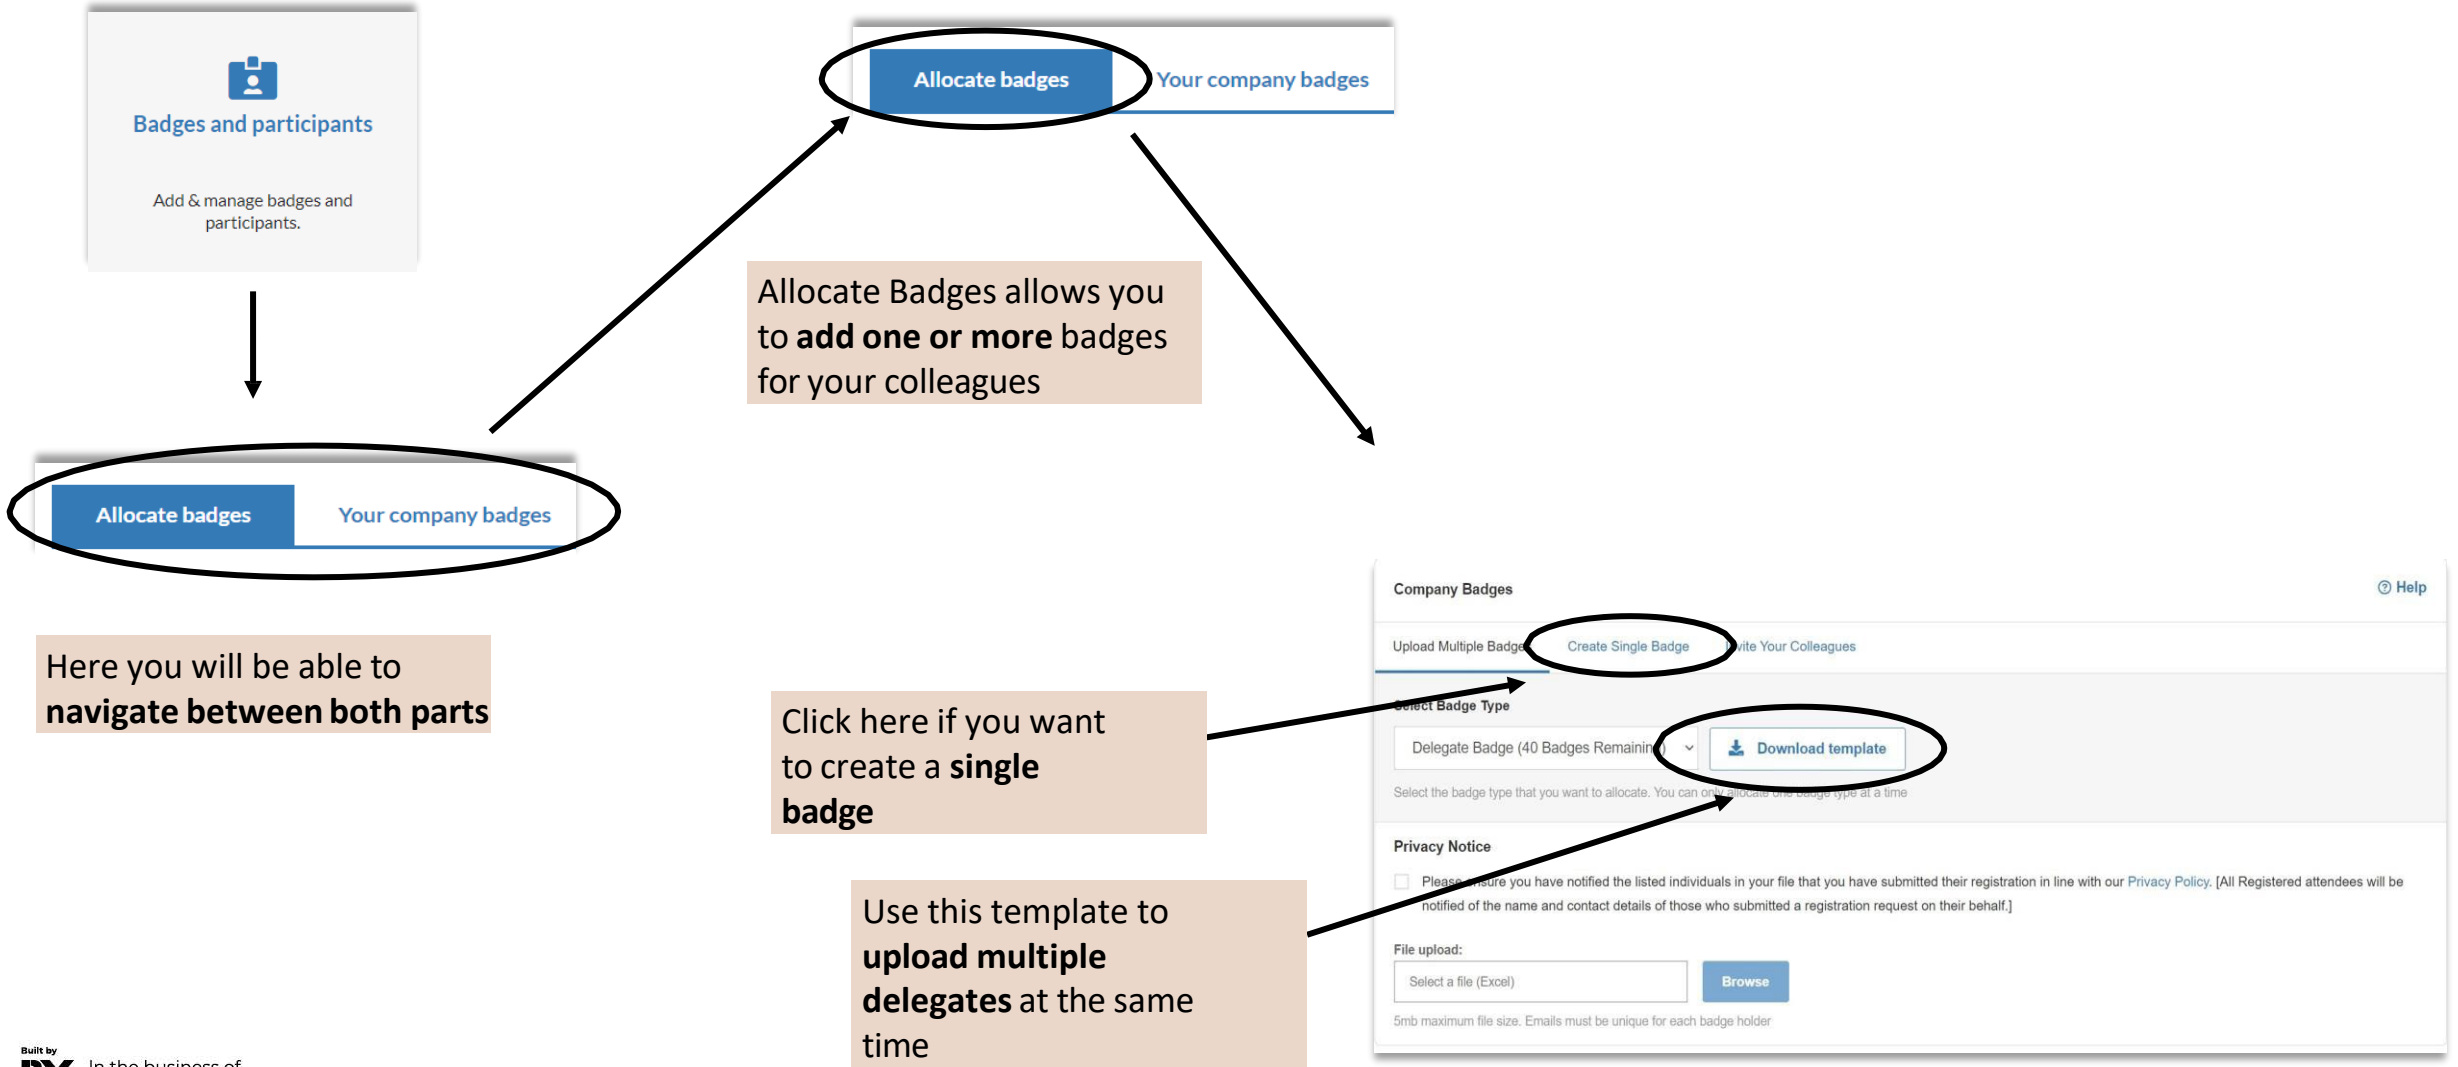 Badges and participants
Add & manage badges and
participants.
Allocate badges
Your company badges
Here you will be able to
navigate between both parts
Allocate badges
Your company badges
Allocate Badges allows you
to add one or more badges
for your colleagues
Click here if you want
to create a single
badge
Use this template to
upload multiple
delegates at the same
time
Company Badges
Help
Upload Multiple Badge
Create Single Badge
Your Colleagues
Select Badge Type
Delegate Badge (40 Badges Remaining)
Download template
Select the badge type that you want to allocate. You can only allocate one badge type at a time
Privacy Notice
Please ensure you have notified the listed individuals in your file that you have submitted their registration in line with our Privacy Policy. [All Registered attendees will be
notified of the name and contact details of those who submitted a registration request on their behalf.]
File upload:
Select a file (Excel)
Browse
5mb maximum file size. Emails must be unique for each badge holder
Built by
In the business of